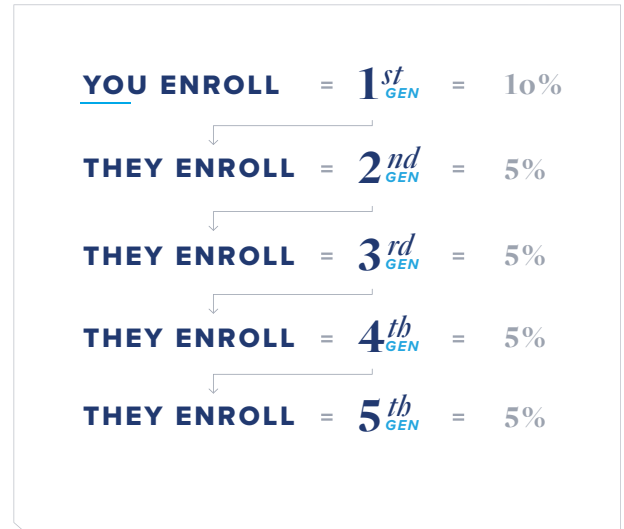 YOU ENROLL = 1st GEN = 10%
THEY ENROLL = 2nd GEN = 5%
THEY ENROLL = 3rd GEN = 5%
THEY ENROLL = 4th GEN = 5%
THEY ENROLL = 5th GEN = 5%